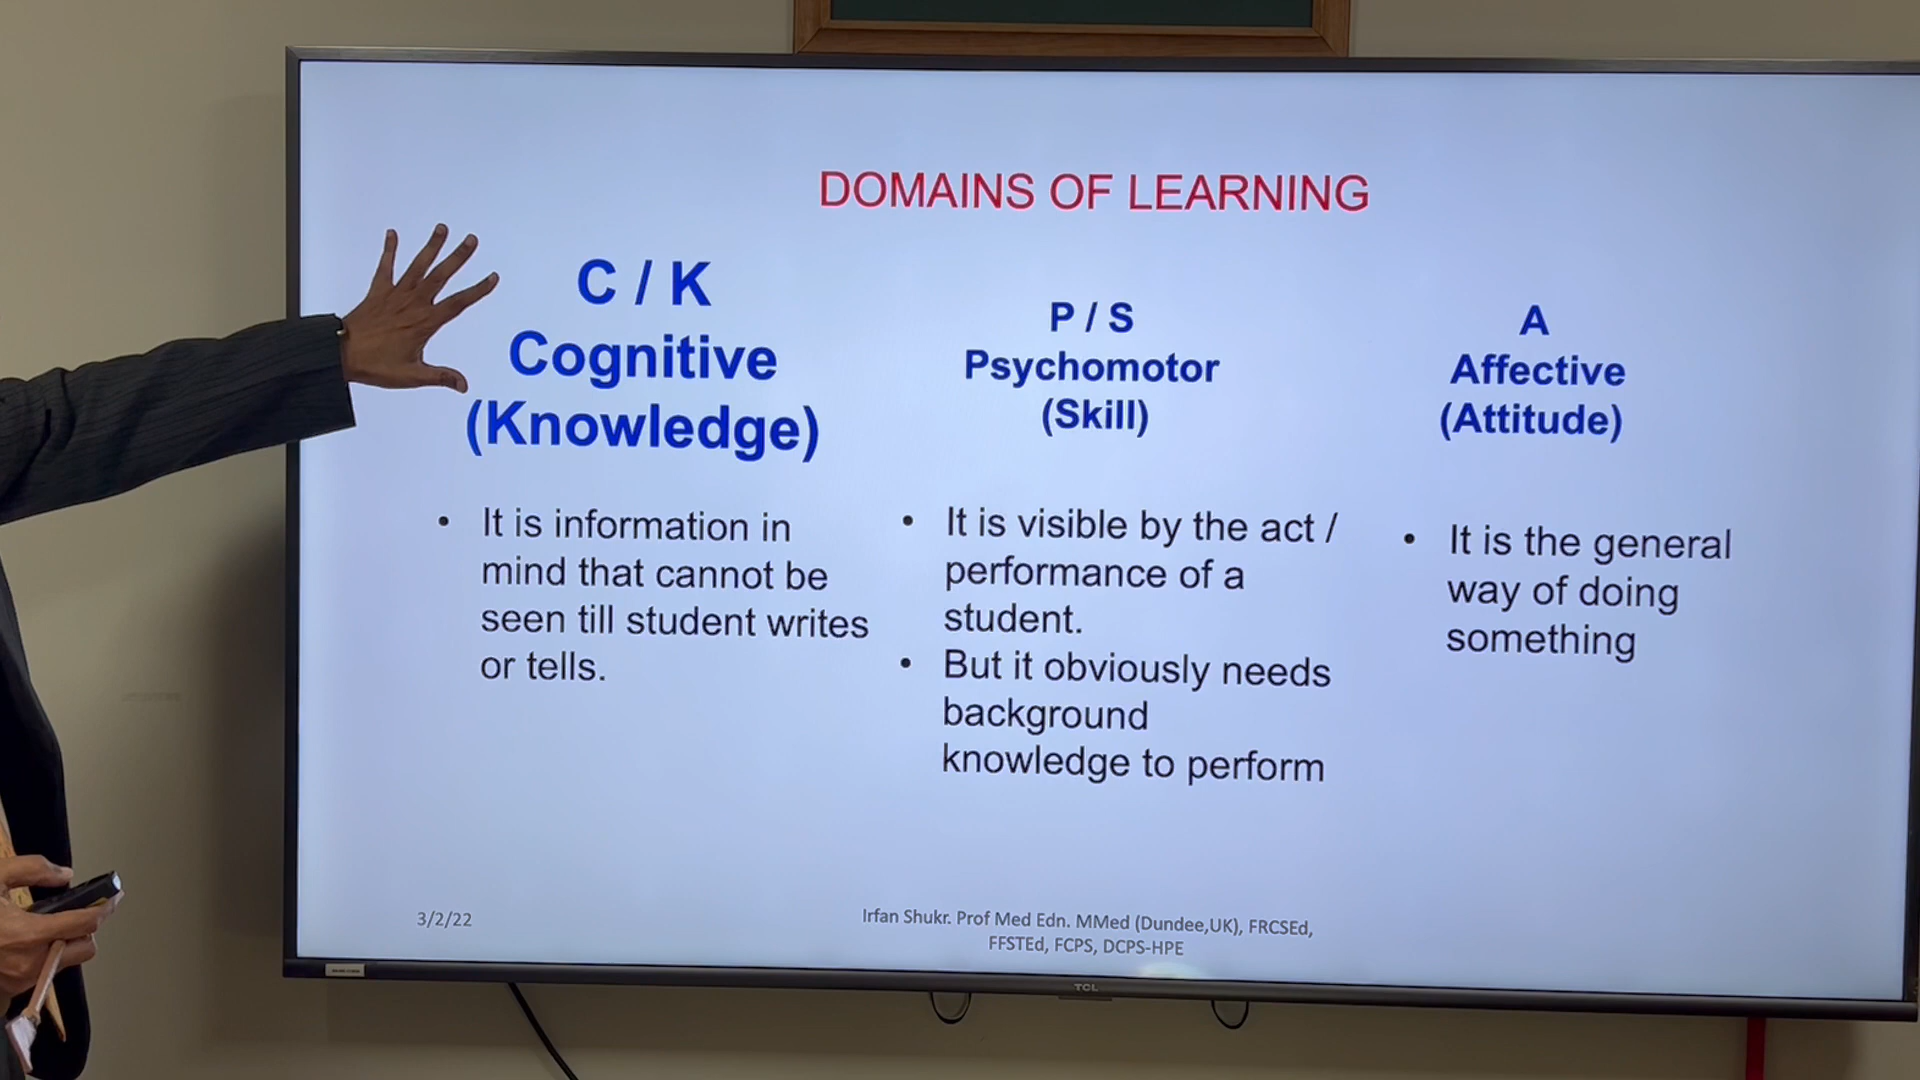 DOMAINS OF LEARNING
C / K
Cognitive
(Knowledge)
• It is information in
mind that cannot be
seen till student writes
or tells.
P / S
Psychomotor
(Skill)
• It is visible by the act /
performance of a
student.
• But it obviously needs
background
knowledge to perform
A
Affective
(Attitude)
• It is the general
way of doing
something
3/2/22
Irfan Shukr. Prof Med Edn. MMed (Dundee,UK), FRCSEd,
FFSTEd, FCPS, DCPS-HPE
TCL